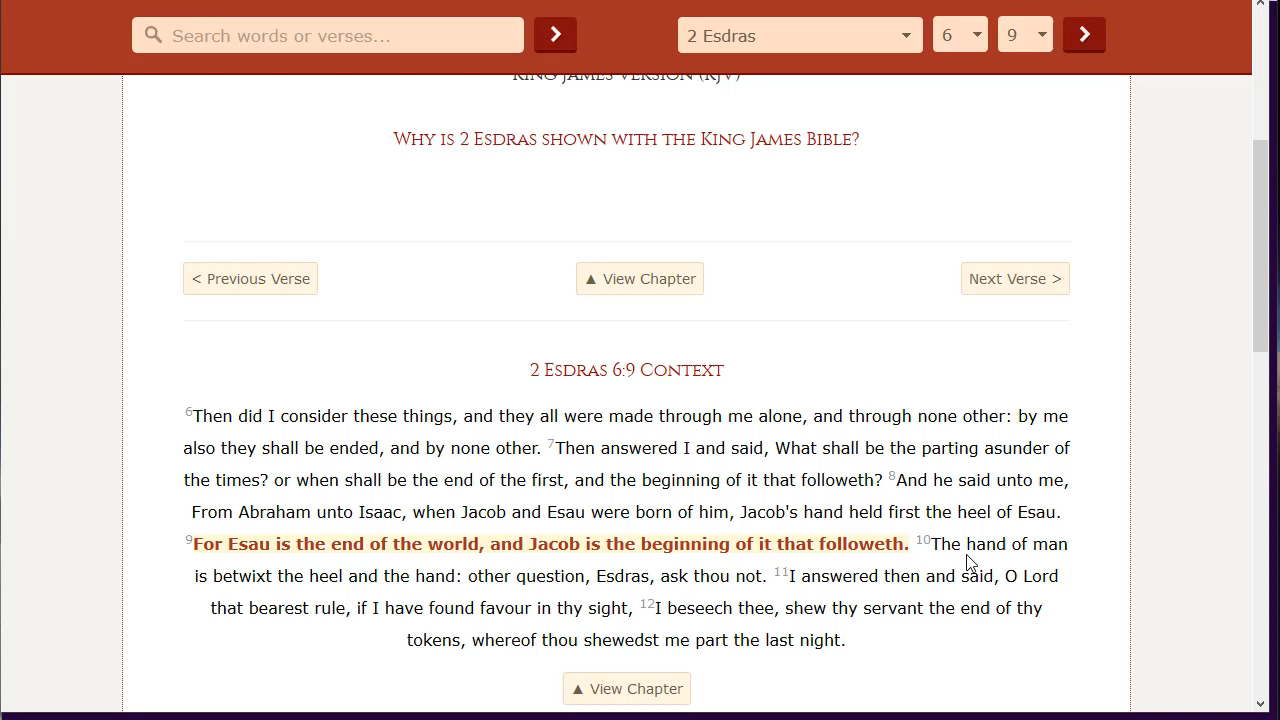 Search words or verses...
2 Esdras
6
9
King James Version (KJV)
Why is 2 Esdras shown with the King James Bible?
< Previous Verse
▲ View Chapter
Next Verse >
2 Esdras 6:9 Context
6Then did I consider these things, and they all were made through me alone, and through none other: by me
also they shall be ended, and by none other. 7Then answered I and said, What shall be the parting asunder of
the times? or when shall be the end of the first, and the beginning of it that followeth? 8And he said unto me,
From Abraham unto Isaac, when Jacob and Esau were born of him, Jacob's hand held first the heel of Esau.
9For Esau is the end of the world, and Jacob is the beginning of it that followeth. 10The hand of man
is betwixt the heel and the hand: other question, Esdras, ask thou not. 11I answered then and said, O Lord
that bearest rule, if I have found favour in thy sight, 12I beseech thee, shew thy servant the end of thy
tokens, whereof thou shewedst me part the last night.
▲ View Chapter